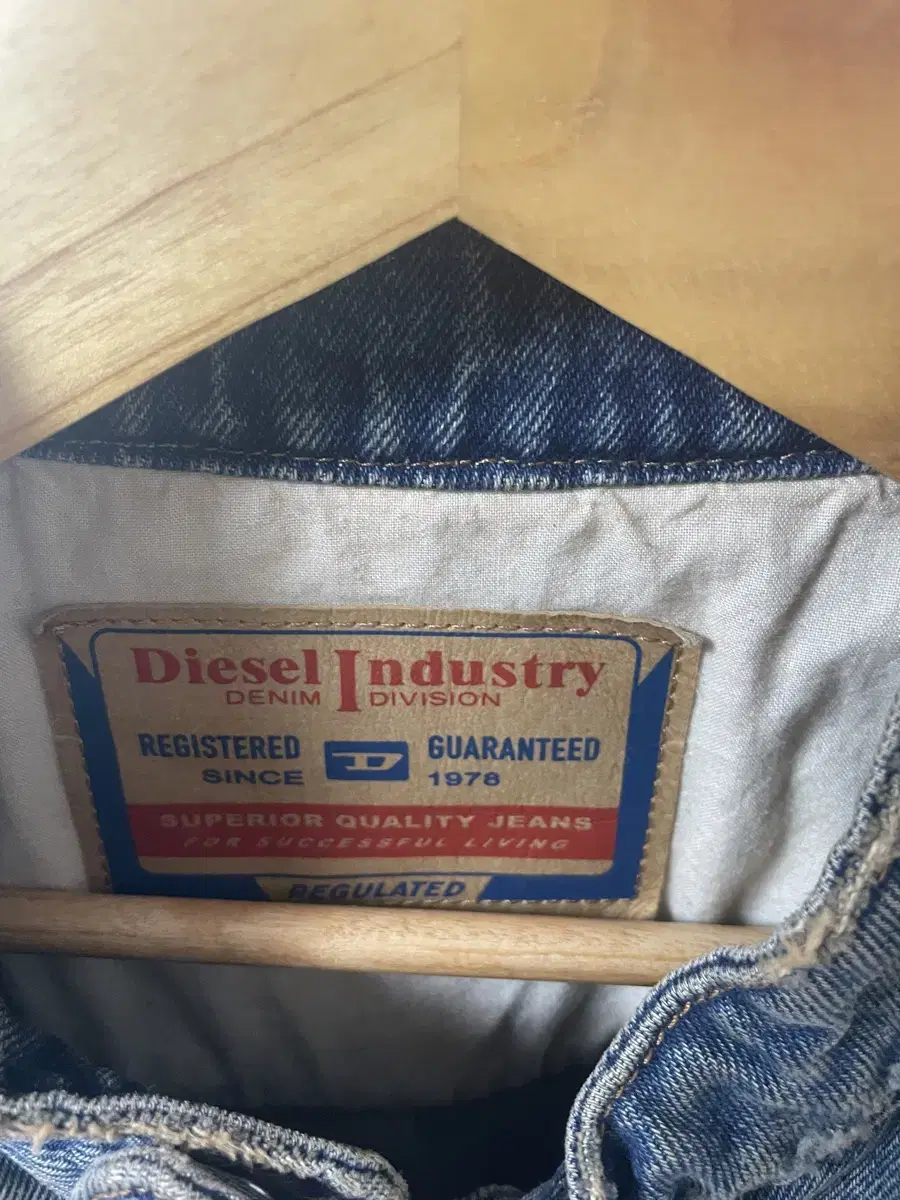 Diesel Industry
DENIM DIVISION
REGISTERED D GUARANTEED
SINCE 1978
SUPERIOR QUALITY JEANS
FOR SUCCESSFUL LIVING
REGULATED